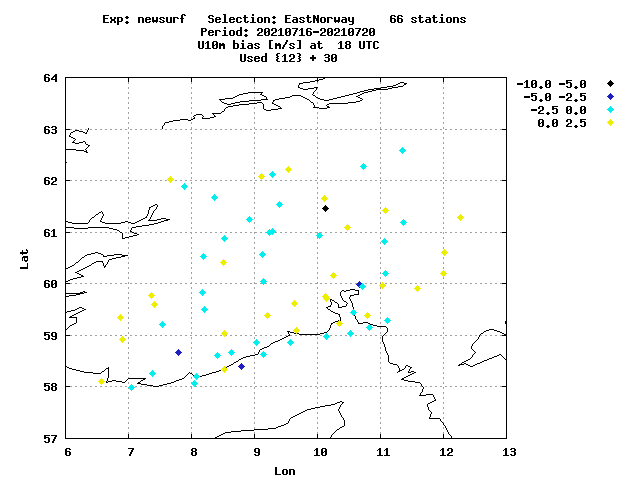 Exp: newsurf Selection: EastNorway 66 stations
Period: 20210716-20210720
U10m bias [m/s] at 18 UTC
Used {12} + 30
64
63
62
61
60
59
58
57
Lat
6 7 8 9 10 11 12 13
Lon
-10.0 -5.0
-5.0 -2.5
-2.5 0.0
0.0 2.5